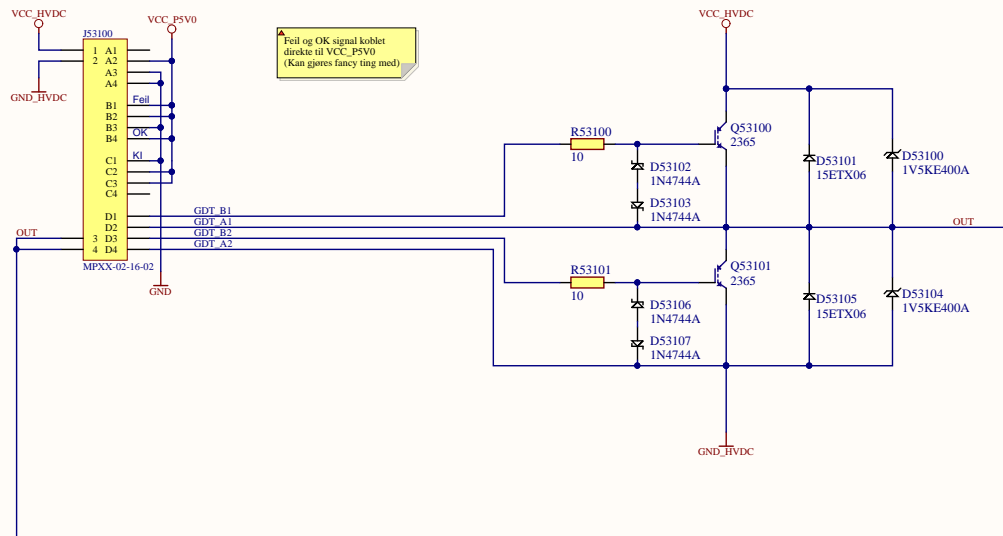 VCC_HVDC
VCC_P5V0
VCC_HVDC
J53100
1 A1
2 A2
A3
A4
GND_HVDC
B1 Feil
B2
B3
B4 OK
C1 KI
C2
C3
C4
D1 GDT_B1
D2 GDT_A1
OUT
3 D3 GDT_B2
4 D4 GDT_A2
MPXX-02-16-02
GND
Feil og OK signal koblet
direkte til VCC_P5V0
(Kan gjøres fancy ting med)
R53100
10
Q53100
2365
D53102
1N4744A
D53103
1N4744A
D53101
15ETX06
D53100
1V5KE400A
OUT
R53101
10
Q53101
2365
D53106
1N4744A
D53107
1N4744A
D53105
15ETX06
D53104
1V5KE400A
GND_HVDC